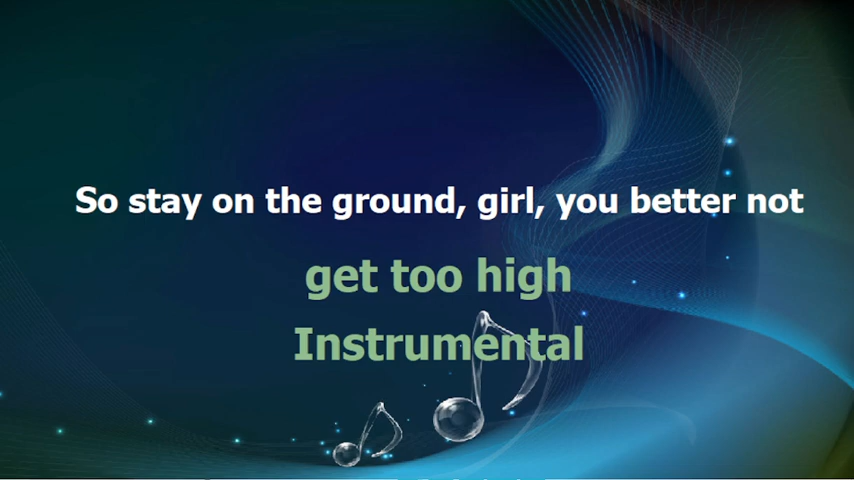 So stay on the ground, girl, you better not
get too high
Instrumental